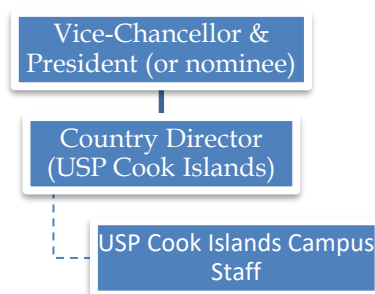 Vice-Chancellor &
President (or nominee)
Country Director
(USP Cook Islands)
USP Cook Islands Campus
Staff